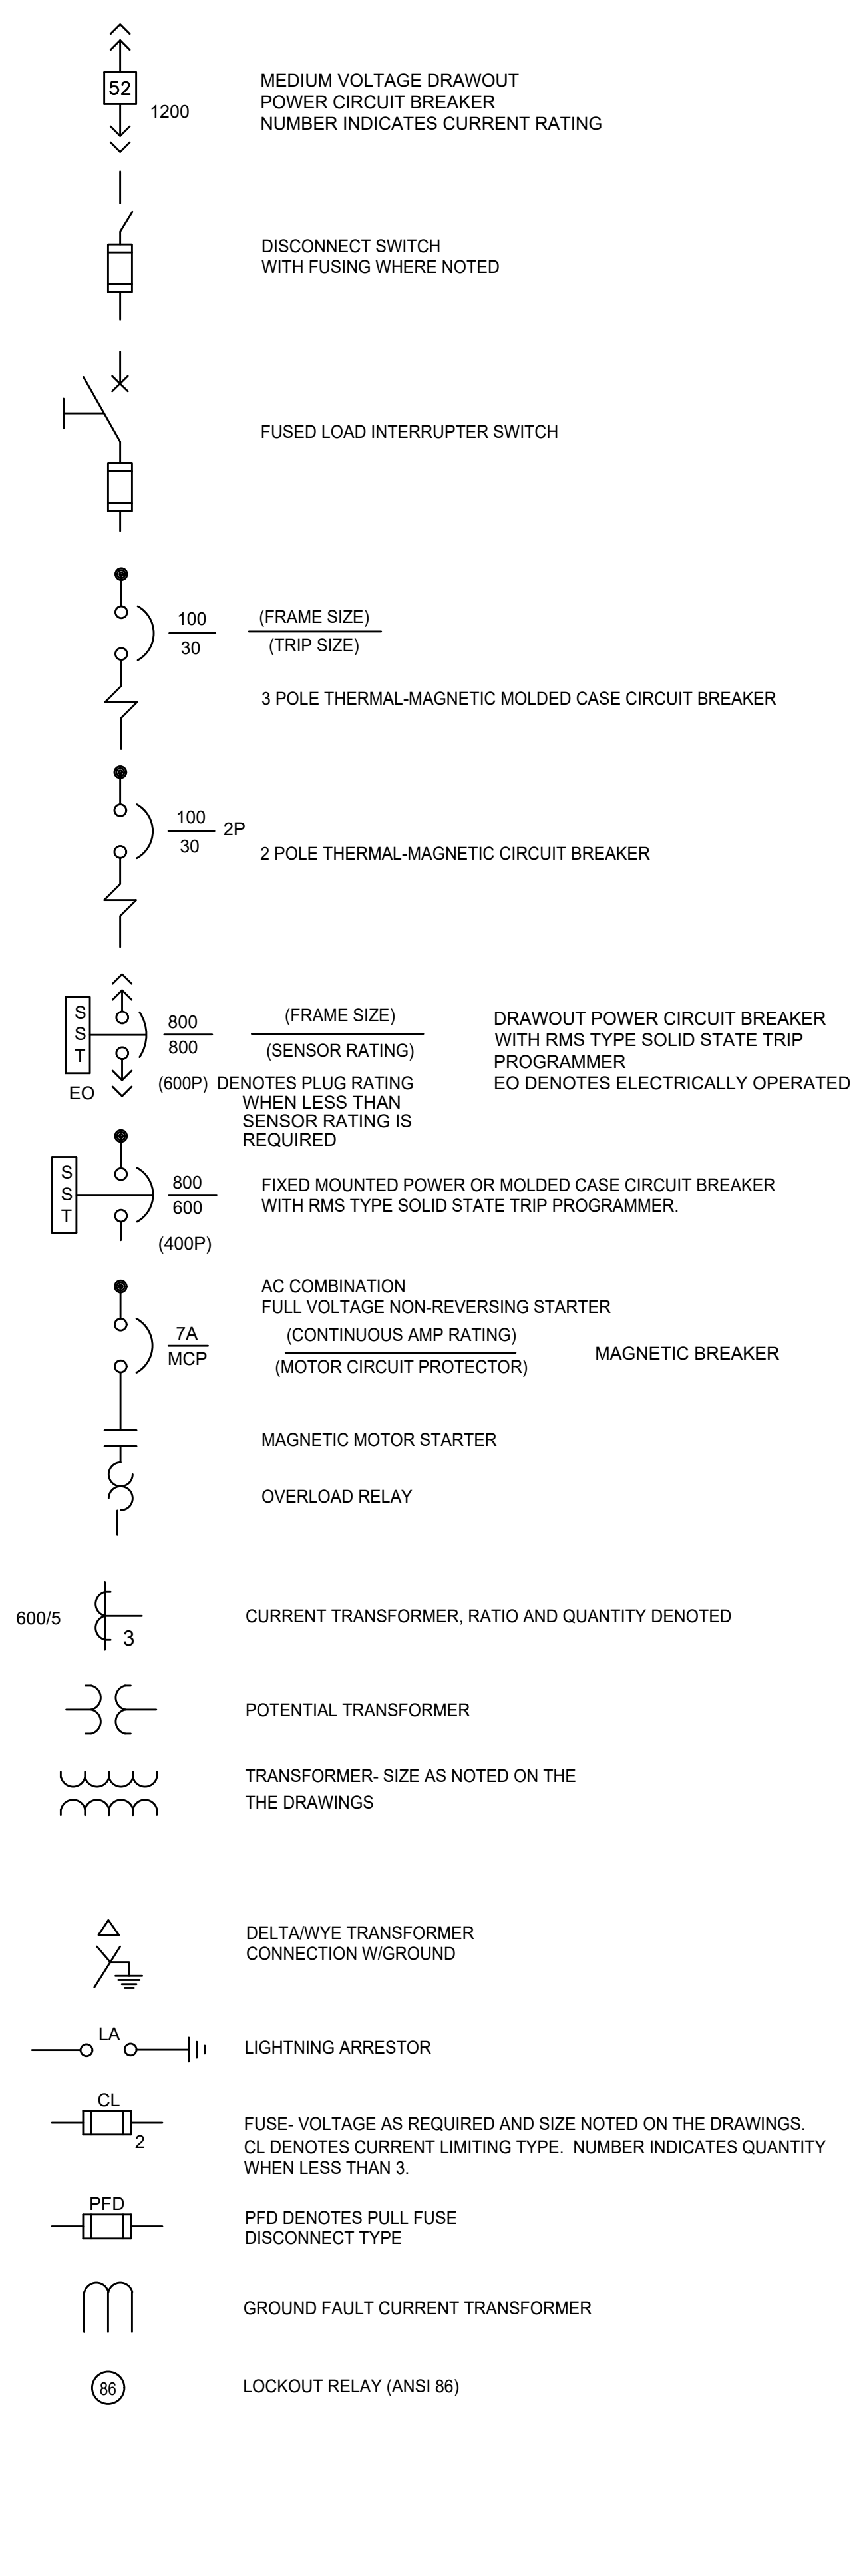 52
1200
MEDIUM VOLTAGE DRAWOUT
POWER CIRCUIT BREAKER
NUMBER INDICATES CURRENT RATING
DISCONNECT SWITCH
WITH FUSING WHERE NOTED
FUSED LOAD INTERRUPTER SWITCH
100
30
(FRAME SIZE)
(TRIP SIZE)
3 POLE THERMAL-MAGNETIC MOLDED CASE CIRCUIT BREAKER
100
30
2P
2 POLE THERMAL-MAGNETIC CIRCUIT BREAKER
S
S
T
EO
800
800
(FRAME SIZE)
(SENSOR RATING)
(600P) DENOTES PLUG RATING
WHEN LESS THAN
SENSOR RATING IS
REQUIRED
DRAWOUT POWER CIRCUIT BREAKER
WITH RMS TYPE SOLID STATE TRIP
PROGRAMMER
EO DENOTES ELECTRICALLY OPERATED
S
S
T
800
600
(400P)
FIXED MOUNTED POWER OR MOLDED CASE CIRCUIT BREAKER
WITH RMS TYPE SOLID STATE TRIP PROGRAMMER.
AC COMBINATION
FULL VOLTAGE NON-REVERSING STARTER
7A
MCP
(CONTINUOUS AMP RATING)
(MOTOR CIRCUIT PROTECTOR)
MAGNETIC BREAKER
MAGNETIC MOTOR STARTER
OVERLOAD RELAY
600/5
3
CURRENT TRANSFORMER, RATIO AND QUANTITY DENOTED
POTENTIAL TRANSFORMER
TRANSFORMER- SIZE AS NOTED ON THE
THE DRAWINGS
DELTA/WYE TRANSFORMER
CONNECTION W/GROUND
LA
LIGHTNING ARRESTOR
CL
2
FUSE- VOLTAGE AS REQUIRED AND SIZE NOTED ON THE DRAWINGS.
CL DENOTES CURRENT LIMITING TYPE. NUMBER INDICATES QUANTITY
WHEN LESS THAN 3.
PFD
PFD DENOTES PULL FUSE
DISCONNECT TYPE
GROUND FAULT CURRENT TRANSFORMER
86
LOCKOUT RELAY (ANSI 86)